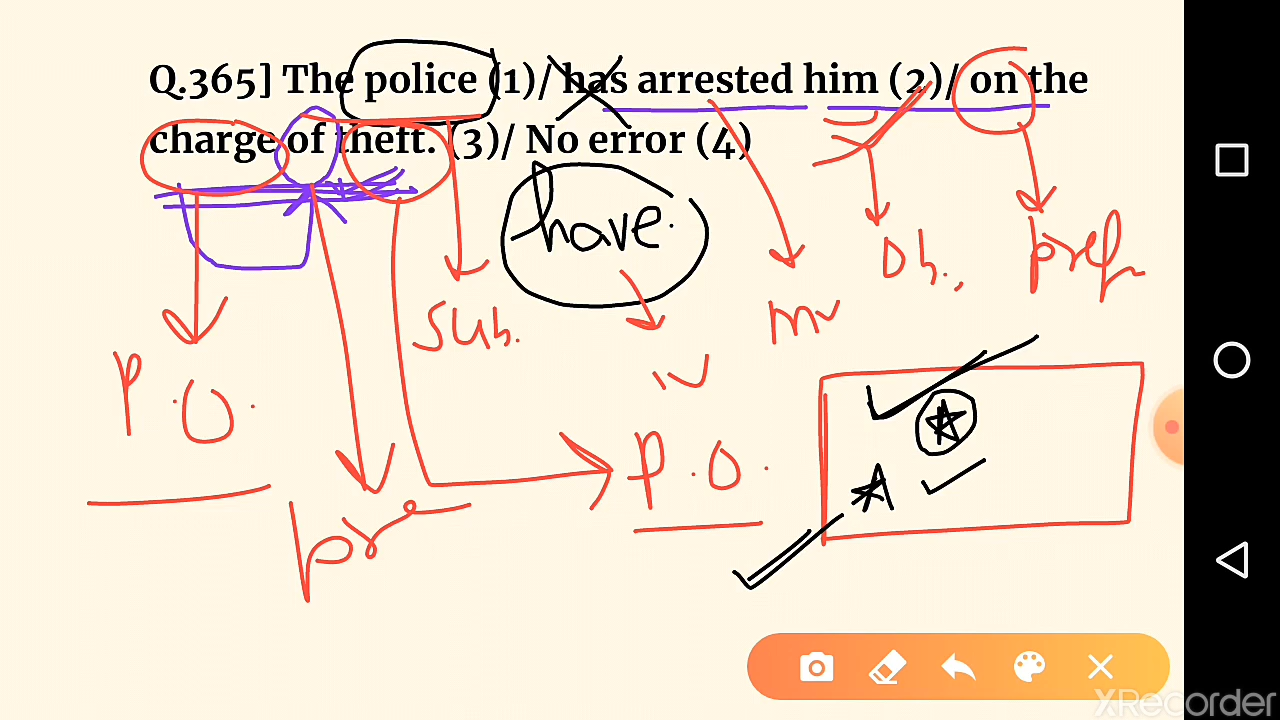 Q.365] The police (1)/ has arrested him (2)/ on the
charge of theft. (3)/ No error (4)
have.
Ob.,
prep
Sub.
mv
P.O.
P.O.
pre
XRecorder